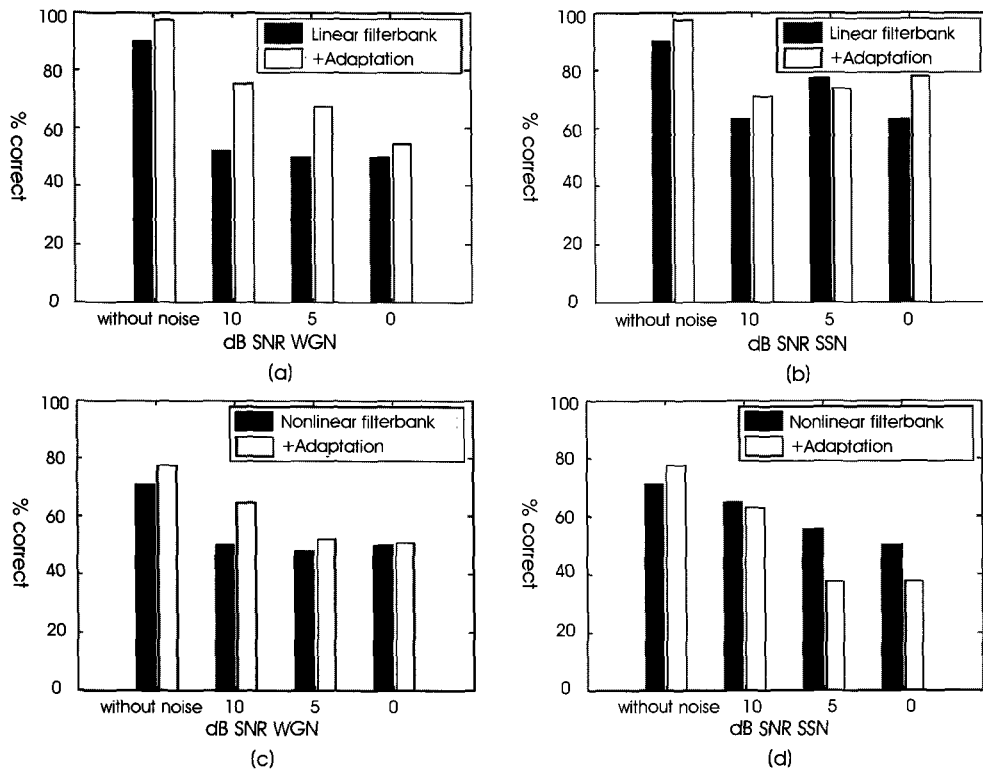 100
80
60
40
20
0
% correct
Linear filterbank
+Adaptation
without noise 10 5 0
dB SNR WGN
(a)
100
80
60
40
20
0
% correct
Linear filterbank
+Adaptation
without noise 10 5 0
dB SNR SSN
(b)
100
80
60
40
20
0
% correct
Nonlinear filterbank
+Adaptation
without noise 10 5 0
dB SNR WGN
(c)
100
80
60
40
20
0
% correct
Nonlinear filterbank
+Adaptation
without noise 10 5 0
dB SNR SSN
(d)